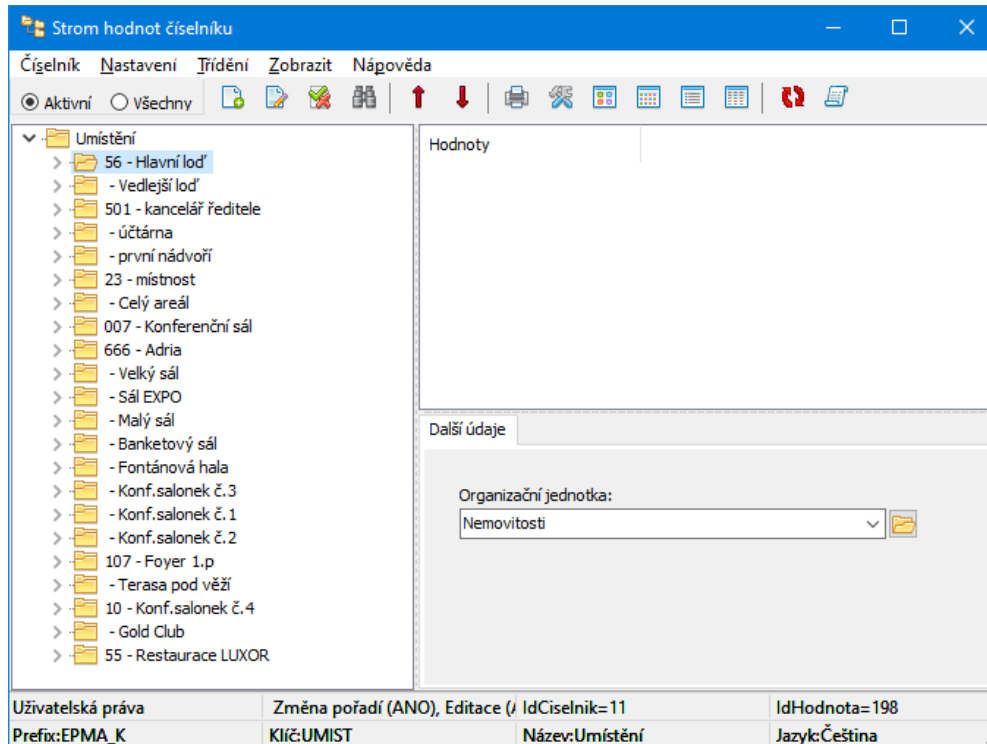 Strom hodnot číselníku
Číselník Nastavení Třídění Zobrazit Nápověda
Aktivní Všechny
Umístění
56 - Hlavní loď
- Vedlejší loď
501 - kancelář ředitele
- účtárna
- první nádvoří
23 - místnost
- Celý areál
007 - Konferenční sál
666 - Adria
- Velký sál
- Sál EXPO
- Malý sál
- Banketový sál
- Fontánová hala
- Konf.salonek č.3
- Konf.salonek č.1
- Konf.salonek č.2
107 - Foyer 1.p
- Terasa pod věží
10 - Konf.salonek č.4
- Gold Club
55 - Restaurace LUXOR
Hodnoty
Další údaje
Organizační jednotka:
Nemovitosti
Uživatelská práva Změna pořadí (ANO), Editace (A IdCiselnik=11 IdHodnota=198
Prefix:EPMA_K Klíč:UMIST Název:Umístění Jazyk:Čeština